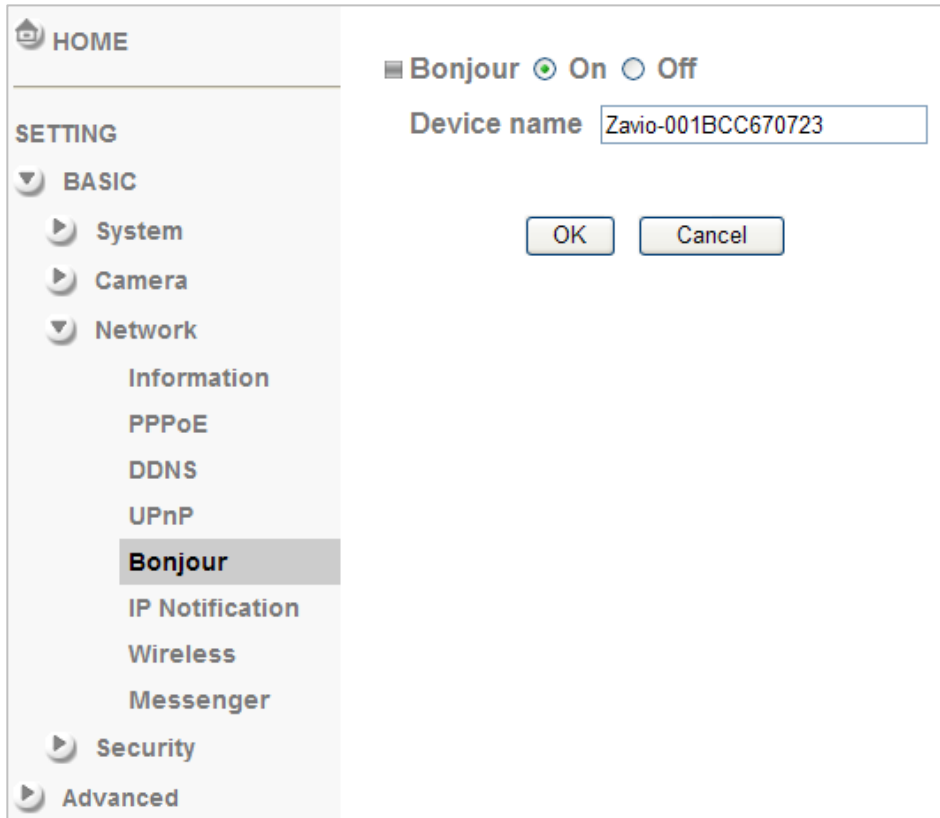 HOME
SETTING
BASIC
System
Camera
Network
Information
PPPoE
DDNS
UPnP
Bonjour
IP Notification
Wireless
Messenger
Security
Advanced
Bonjour On Off
Device name Zavio-001BCC670723
OK Cancel